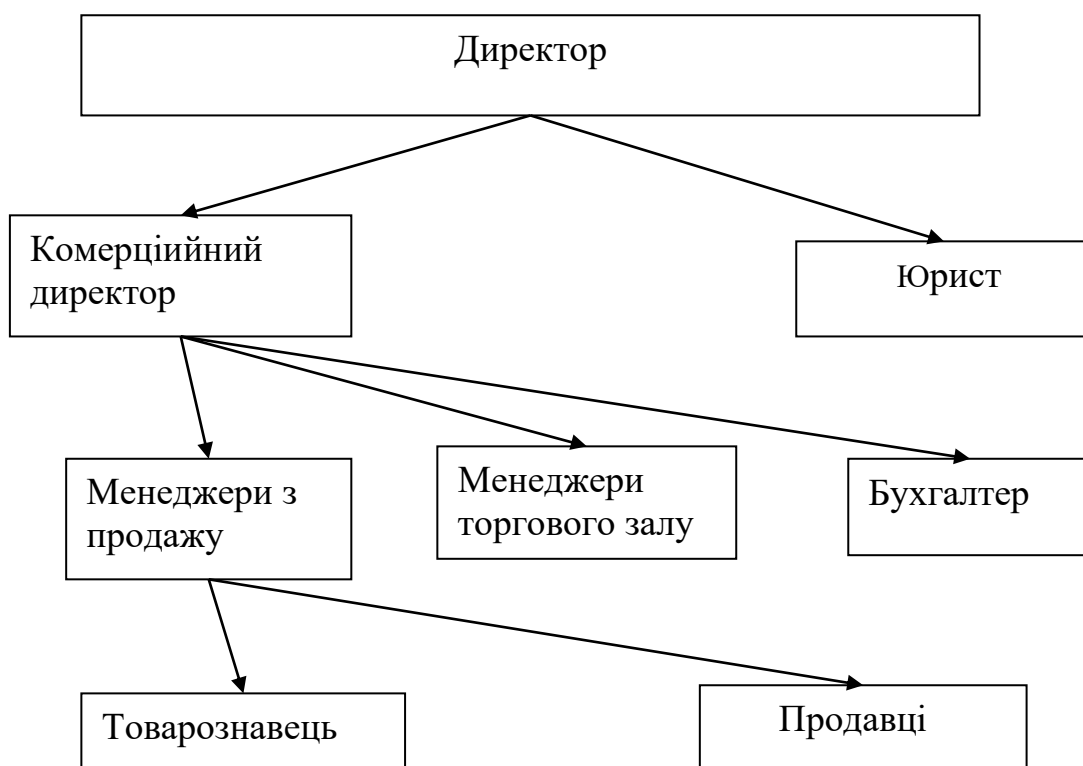 Директор
Комерціийний
директор
Юрист
Менеджери з
продажу
Менеджери
торгового залу
Бухгалтер
Товарознавець
Продавці